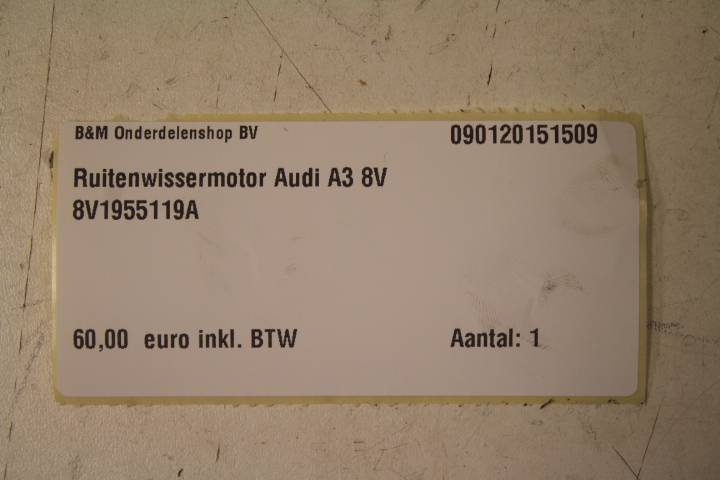 B&M Onderdelenshop BV 090120151509
Ruitenwissermotor Audi A3 8V
8V1955119A
60,00 euro inkl. BTW Aantal: 1